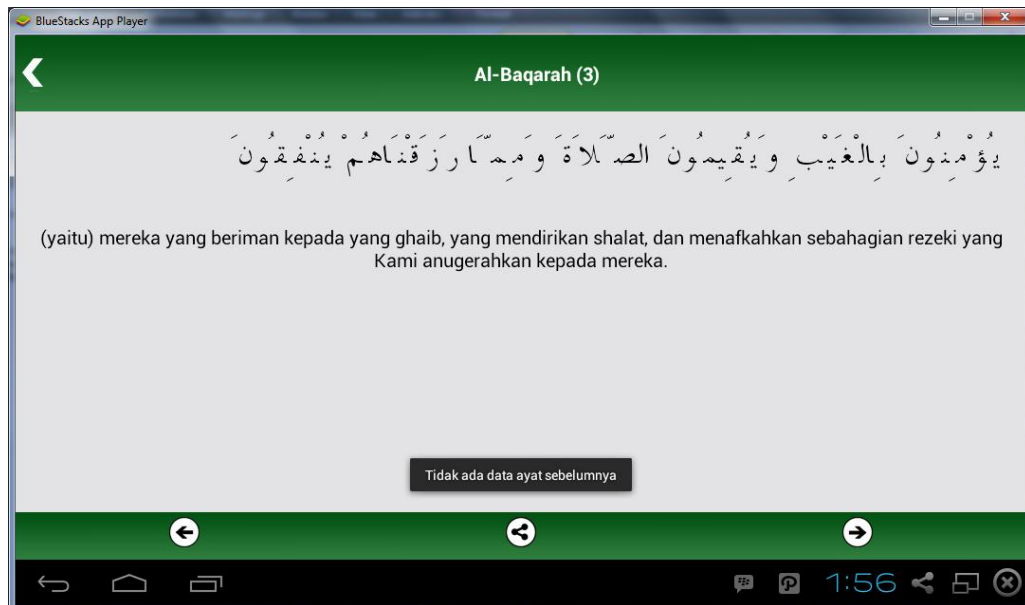 BlueStacks App Player
Al-Baqarah (3)
يُؤْمِنُونَ بِالْغَيْبِ وَيُقِيمُونَ الصَّلَاةَ وَمِمَّا رَزَقْنَاهُمْ يُنْفِقُونَ
(yaitu) mereka yang beriman kepada yang ghaib, yang mendirikan shalat, dan menafkahkan sebahagian rezeki yang
Kami anugerahkan kepada mereka.
Tidak ada data ayat sebelumnya
1:56